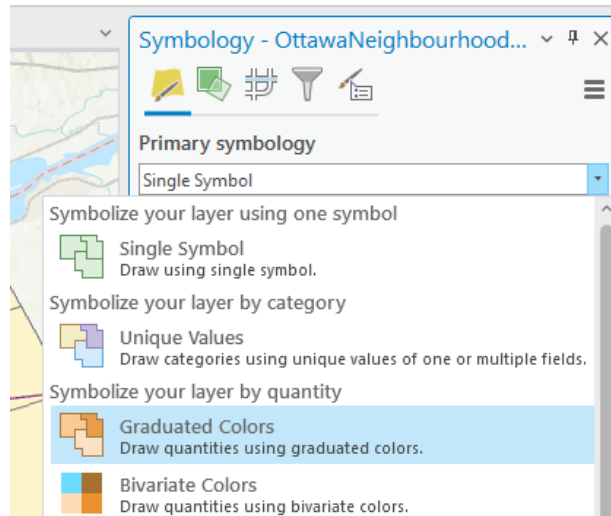 Symbology - OttawaNeighbourhood...
Primary symbology
Single Symbol
Symbolize your layer using one symbol
Single Symbol
Draw using single symbol.
Symbolize your layer by category
Unique Values
Draw categories using unique values of one or multiple fields.
Symbolize your layer by quantity
Graduated Colors
Draw quantities using graduated colors.
Bivariate Colors
Draw quantities using bivariate colors.